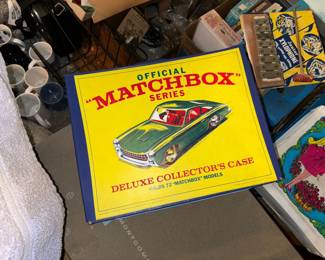 OFFICIAL
"MATCHBOX"
SERIES
DELUXE COLLECTOR'S CASE
HOLDS 72 "MATCHBOX" MODELS